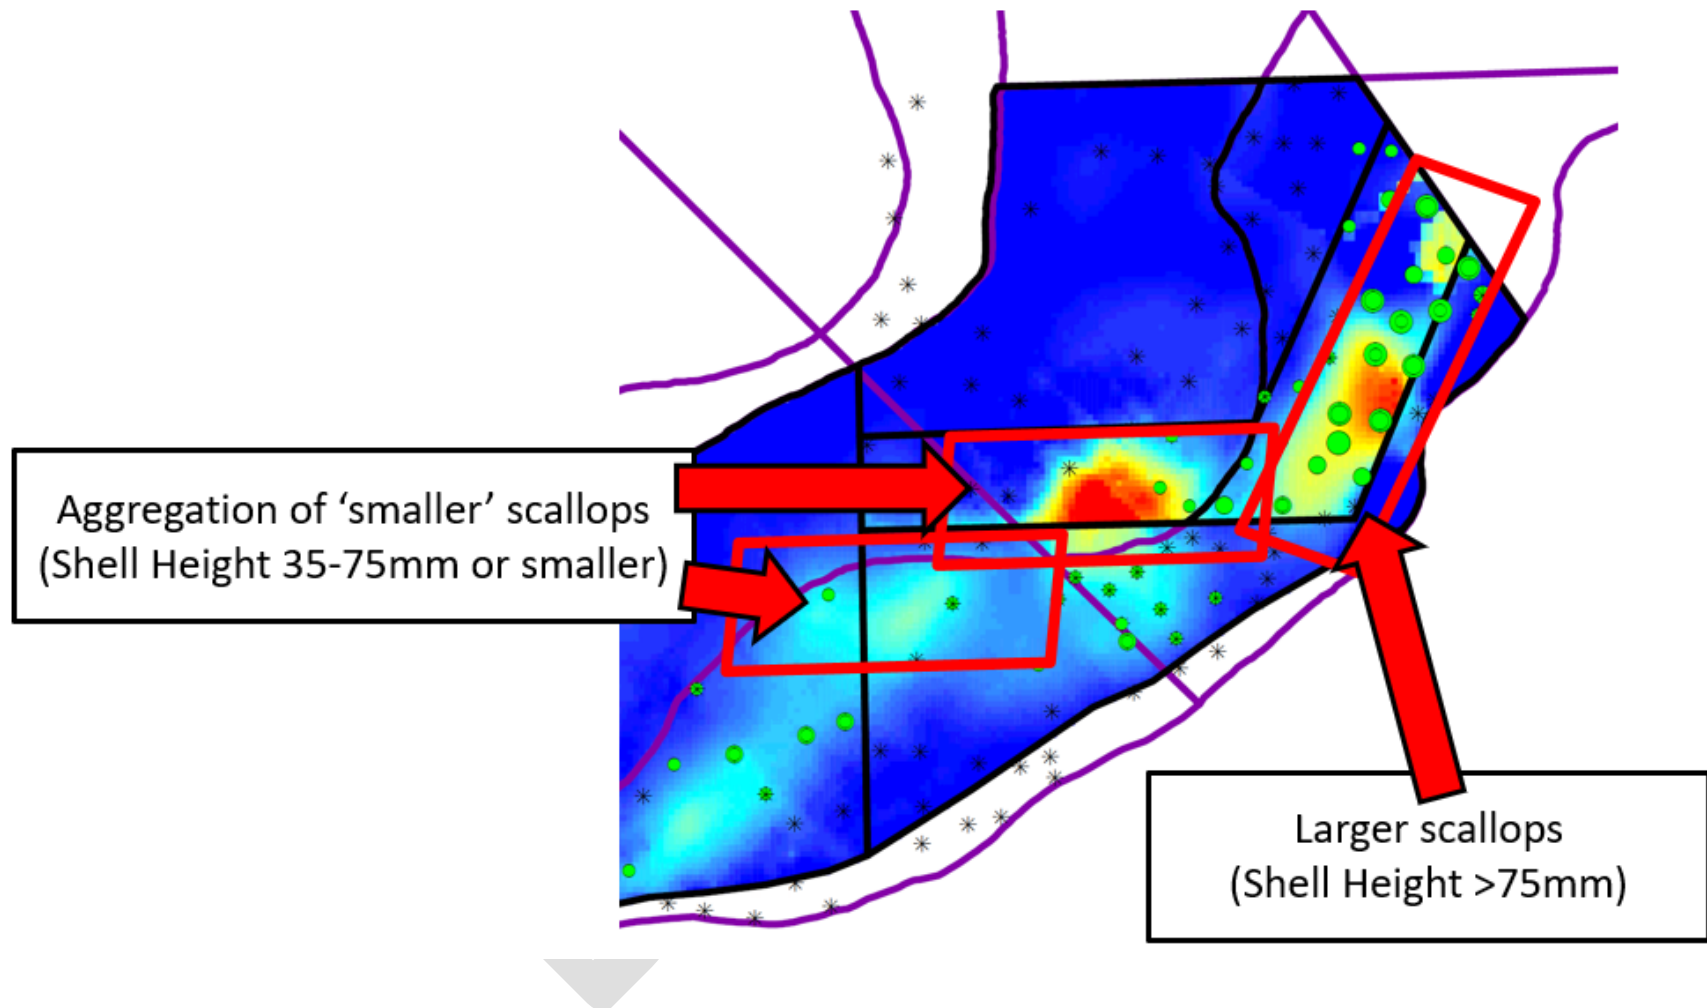 Aggregation of ‘smaller’ scallops
(Shell Height 35-75mm or smaller)
Larger scallops
(Shell Height >75mm)